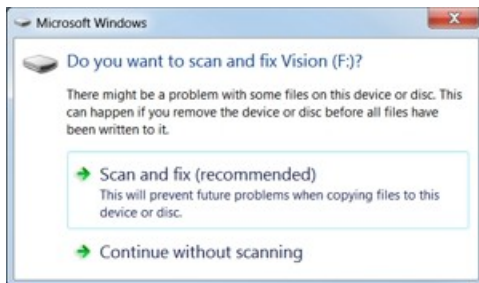 Microsoft Windows
Do you want to scan and fix Vision (F:)?
There might be a problem with some files on this device or disc. This
can happen if you remove the device or disc before all files have
been written to it.
Scan and fix (recommended)
This will prevent future problems when copying files to this
device or disc.
Continue without scanning